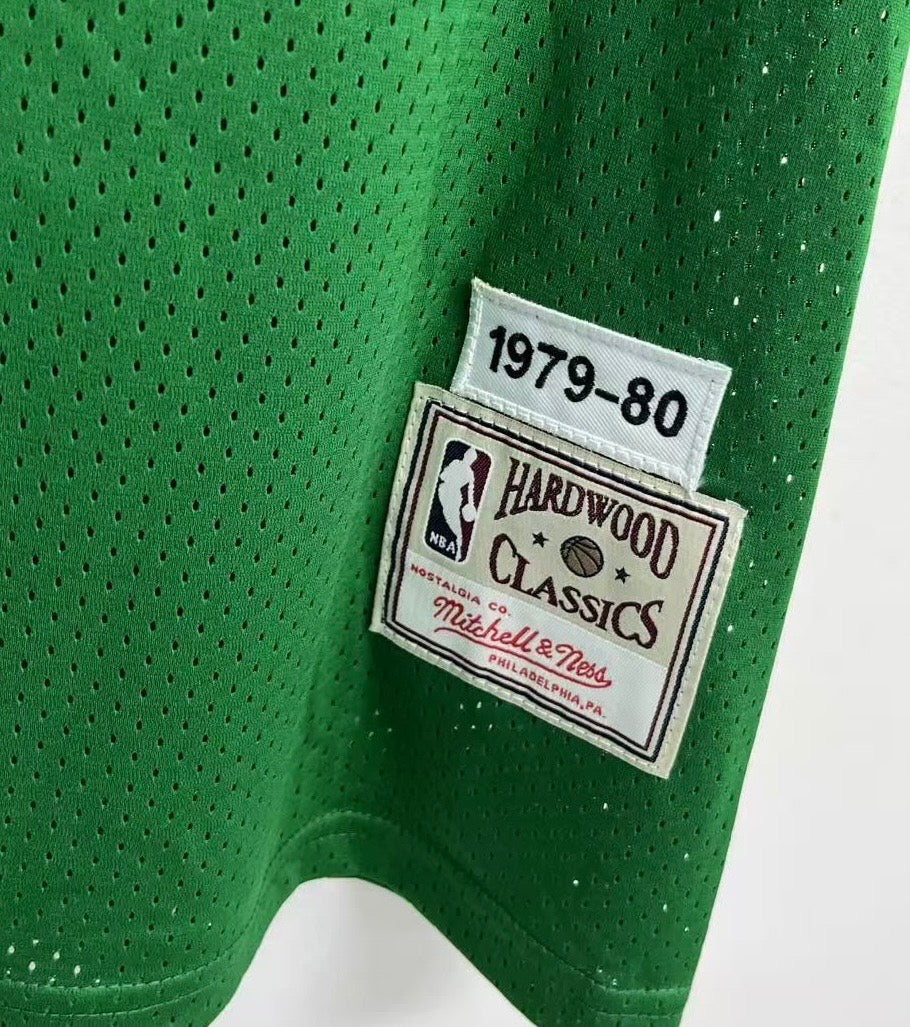 1979-80
HARDWOOD
CLASSICS
NBA
NOSTALGIA CO.
Mitchell & Ness
PHILADELPHIA, PA.